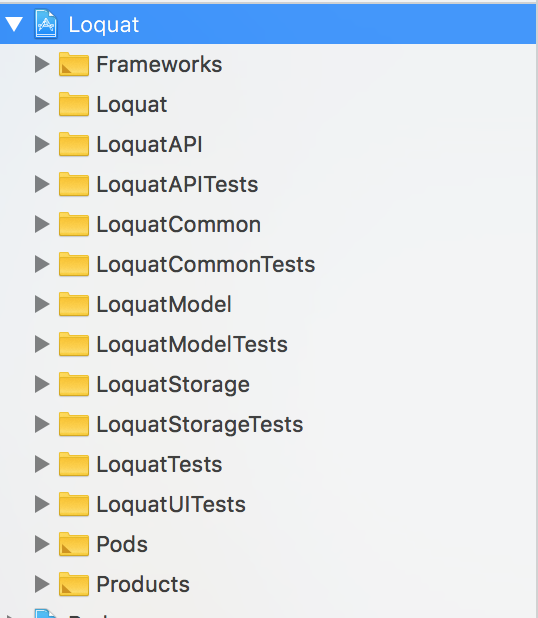 Loquat
Frameworks
Loquat
LoquatAPI
LoquatAPITests
LoquatCommon
LoquatCommonTests
LoquatModel
LoquatModelTests
LoquatStorage
LoquatStorageTests
LoquatTests
LoquatUITests
Pods
Products